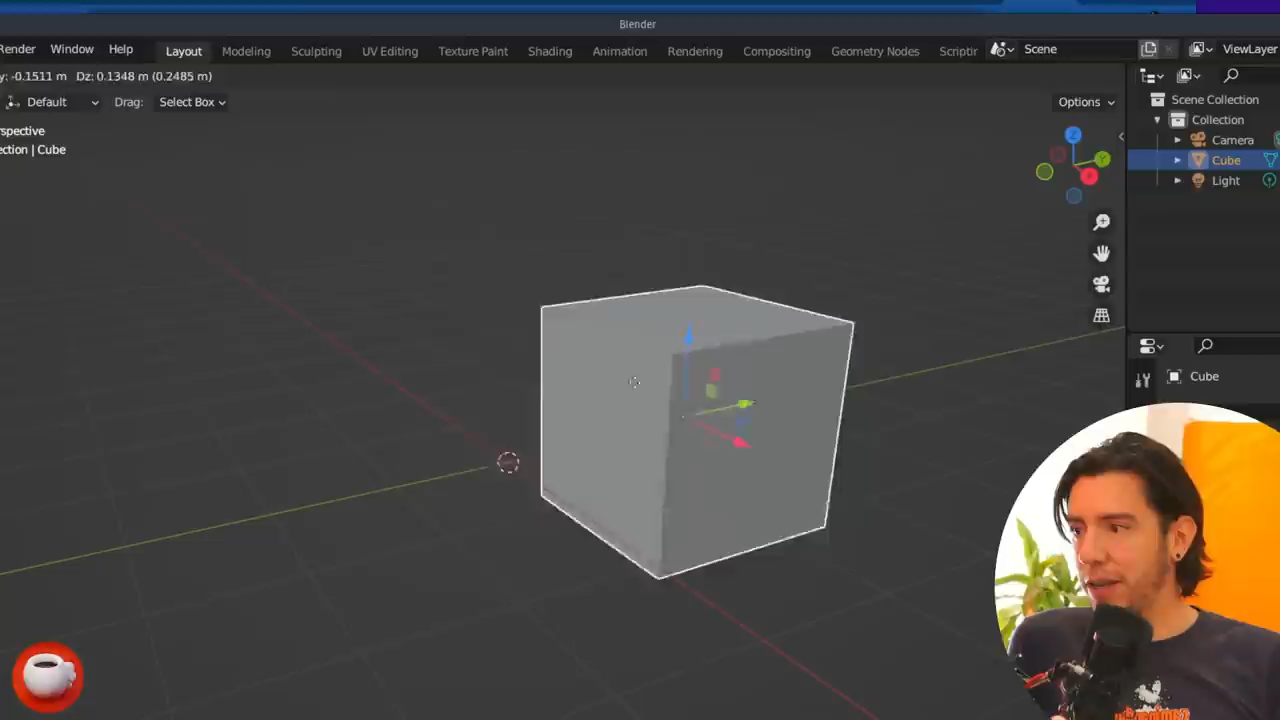 Blender
Render Window Help Layout Modeling Sculpting UV Editing Texture Paint Shading Animation Rendering Compositing Geometry Nodes Scriptin Scene ViewLayer
y: -0.1511 m Dz: 0.1348 m (0.2485 m)
Default Drag: Select Box Options
Scene Collection
Collection
rspective
ection | Cube
Camera
Cube
Light
Z
Y
X
Cube